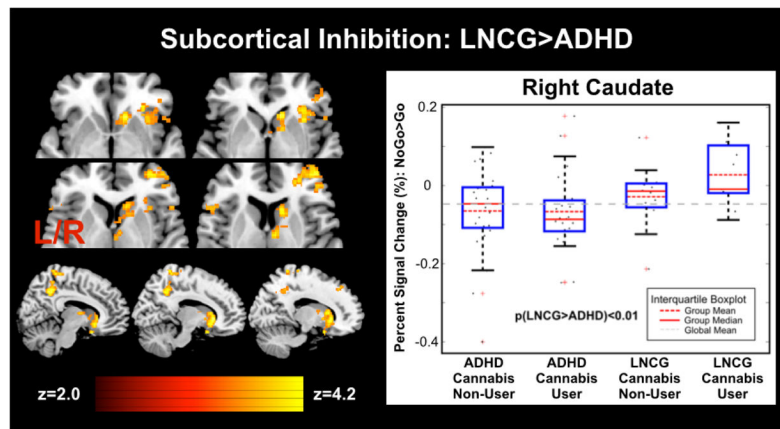 Subcortical Inhibition: LNCG>ADHD
L/R
z=2.0
z=4.2
Right Caudate
Percent Signal Change (%): NoGo>Go
0.2
0
-0.2
-0.4
p(LNCG>ADHD)<0.01
Interquartile Boxplot
Group Mean
Group Median
Global Mean
ADHD
Cannabis
Non-User
ADHD
Cannabis
User
LNCG
Cannabis
Non-User
LNCG
Cannabis
User